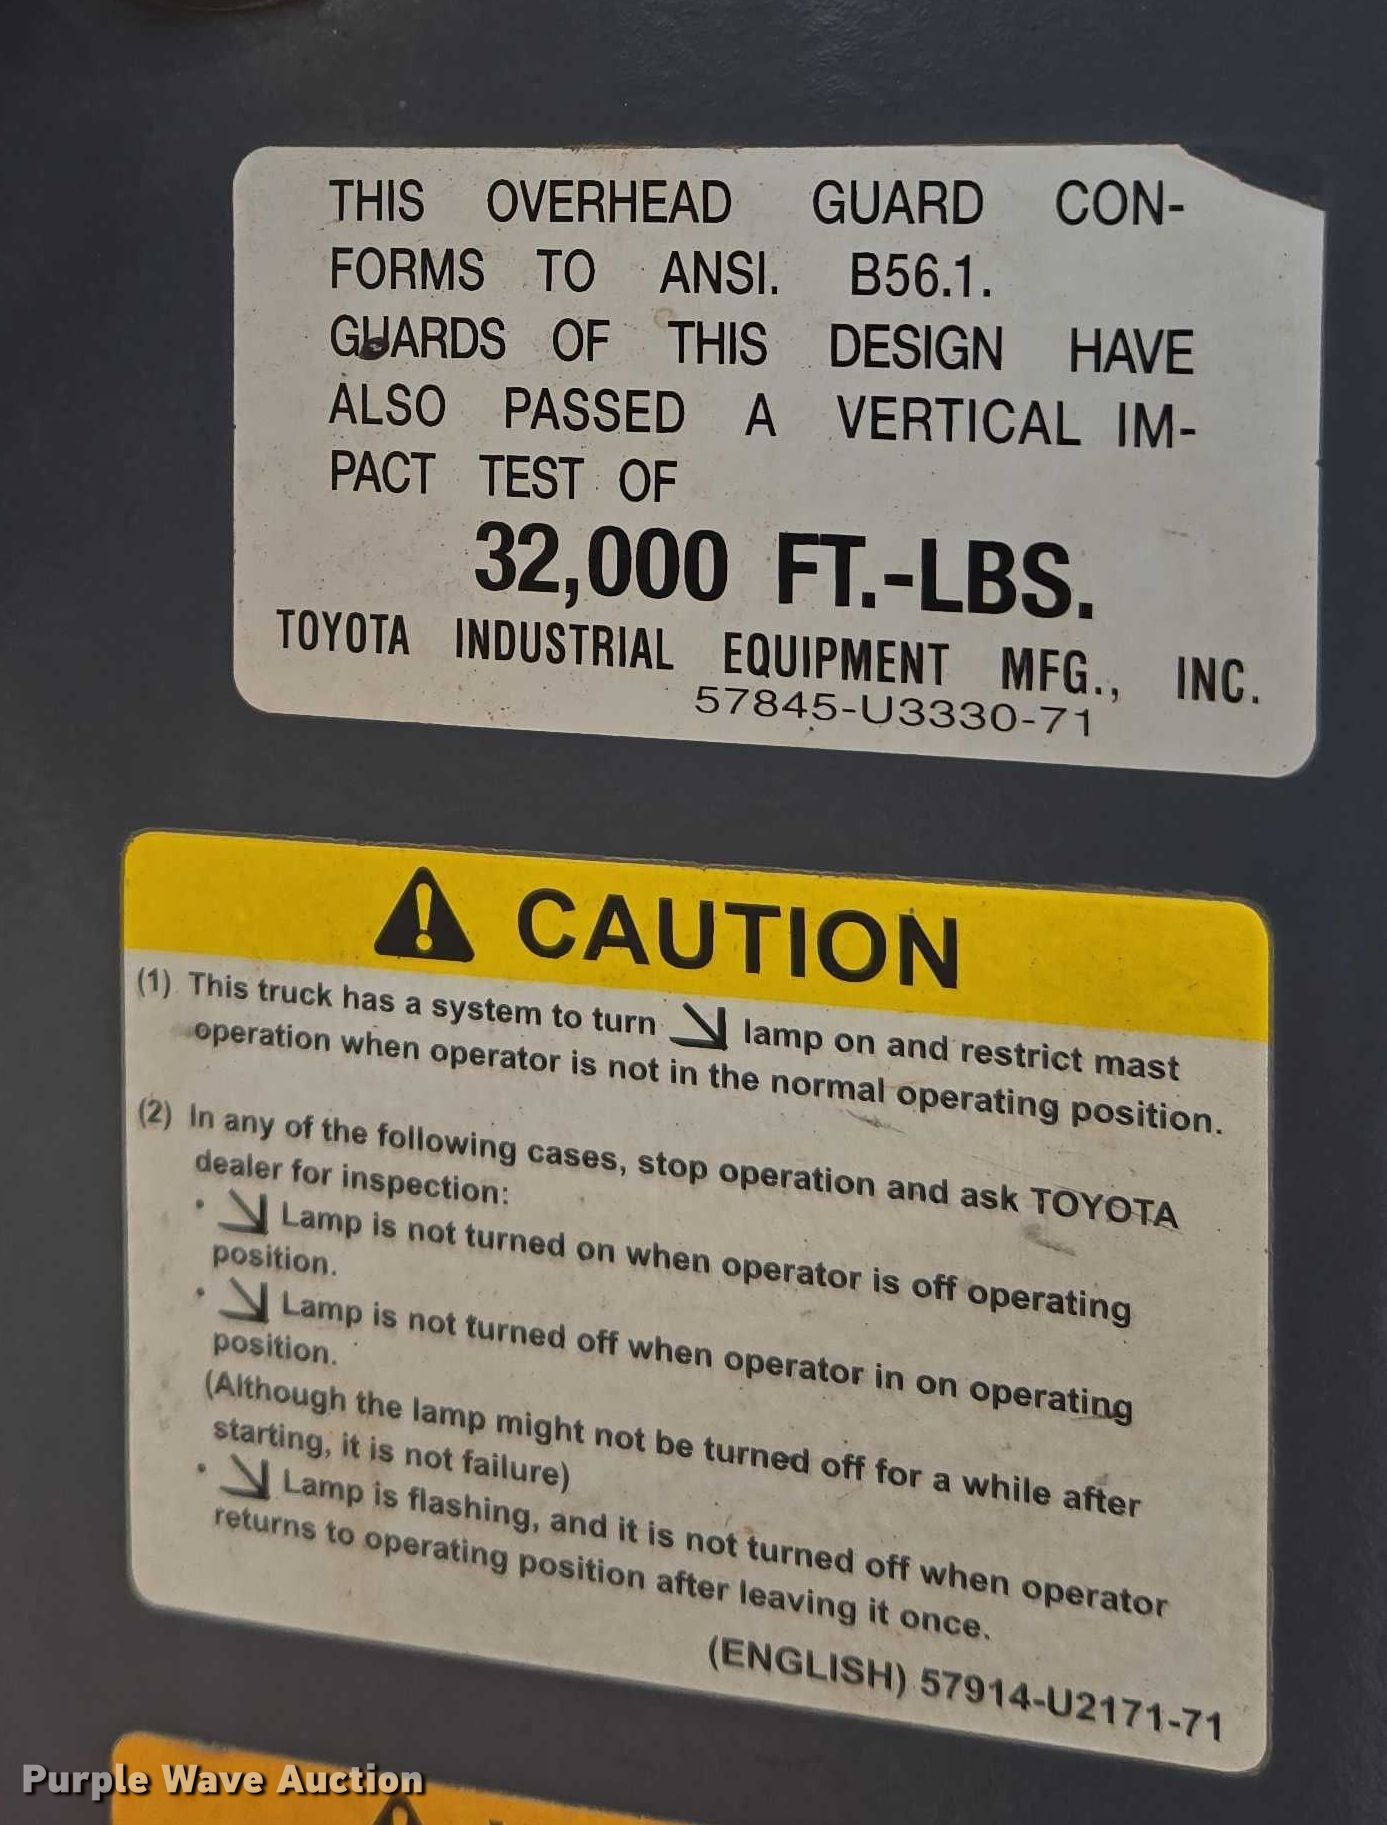 THIS OVERHEAD GUARD CON-
FORMS TO ANSI. B56.1.
GUARDS OF THIS DESIGN HAVE
ALSO PASSED A VERTICAL IM-
PACT TEST OF
32,000 FT.-LBS.
TOYOTA INDUSTRIAL EQUIPMENT MFG., INC.
57845-U3330-71
CAUTION
(1) This truck has a system to turn lamp on and restrict mast
operation when operator is not in the normal operating position.
(2) In any of the following cases, stop operation and ask TOYOTA
dealer for inspection:
· Lamp is not turned on when operator is off operating
position.
· Lamp is not turned off when operator in on operating
position.
(Although the lamp might not be turned off for a while after
starting, it is not failure)
· Lamp is flashing, and it is not turned off when operator
returns to operating position after leaving it once.
(ENGLISH) 57914-U2171-71
Purple Wave Auction